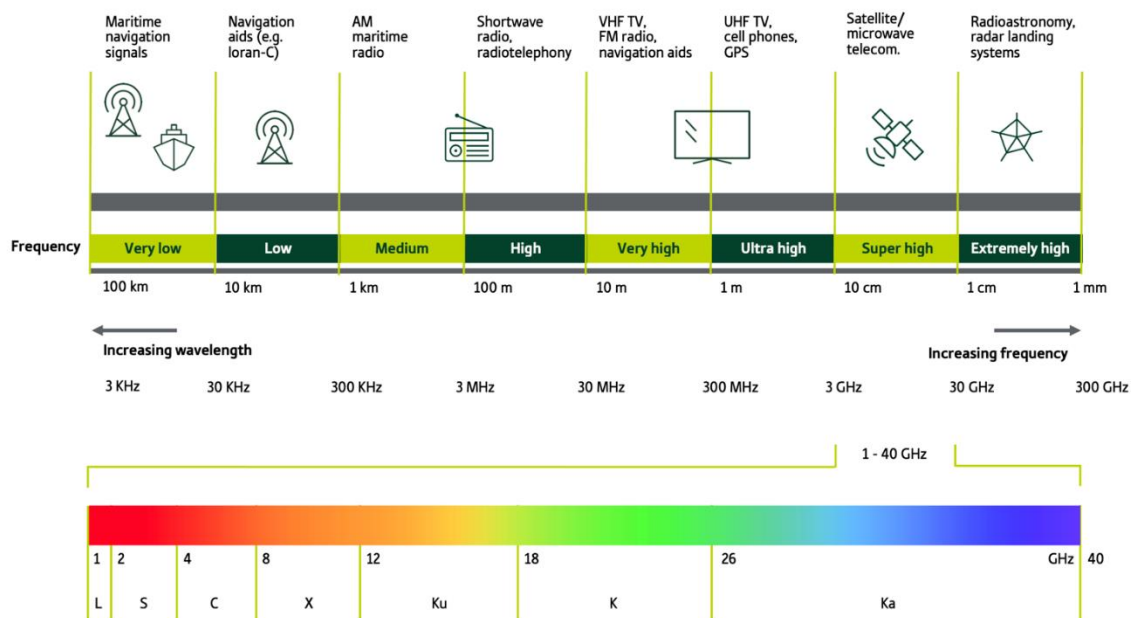 Maritime
navigation
signals
Navigation
aids (e.g.
loran-C)
AM
maritime
radio
Shortwave
radio,
radiotelephony
VHF TV,
FM radio,
navigation aids
UHF TV,
cell phones,
GPS
Satellite/
microwave
telecom.
Radioastronomy,
radar landing
systems
Frequency Very low Low Medium High Very high Ultra high Super high Extremely high
100 km 10 km 1 km 100 m 10 m 1 m 10 cm 1 cm 1 mm
Increasing wavelength Increasing frequency
3 KHz 30 KHz 300 KHz 3 MHz 30 MHz 300 MHz 3 GHz 30 GHz 300 GHz
1 - 40 GHz
1 2 4 8 12 18 26 GHz 40
L S C X Ku K Ka